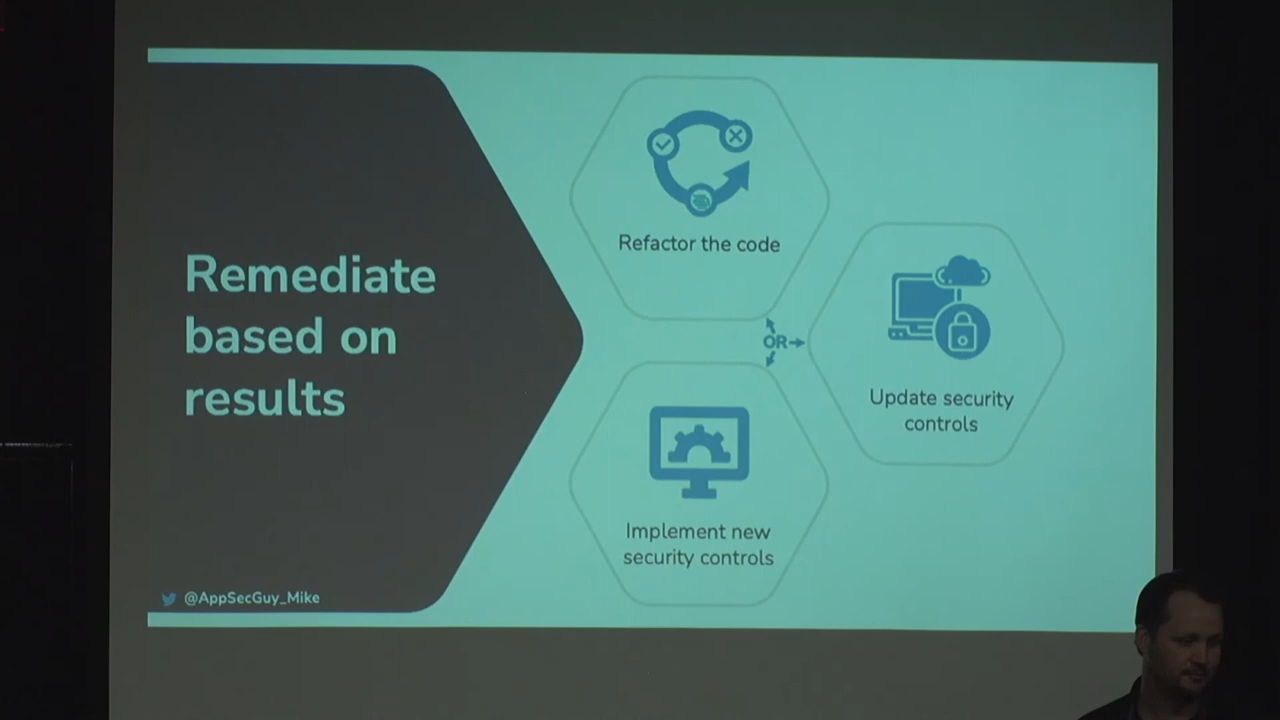 Remediate
based on
results
@AppSecGuy_Mike
Refactor the code
OR
Update security
controls
Implement new
security controls